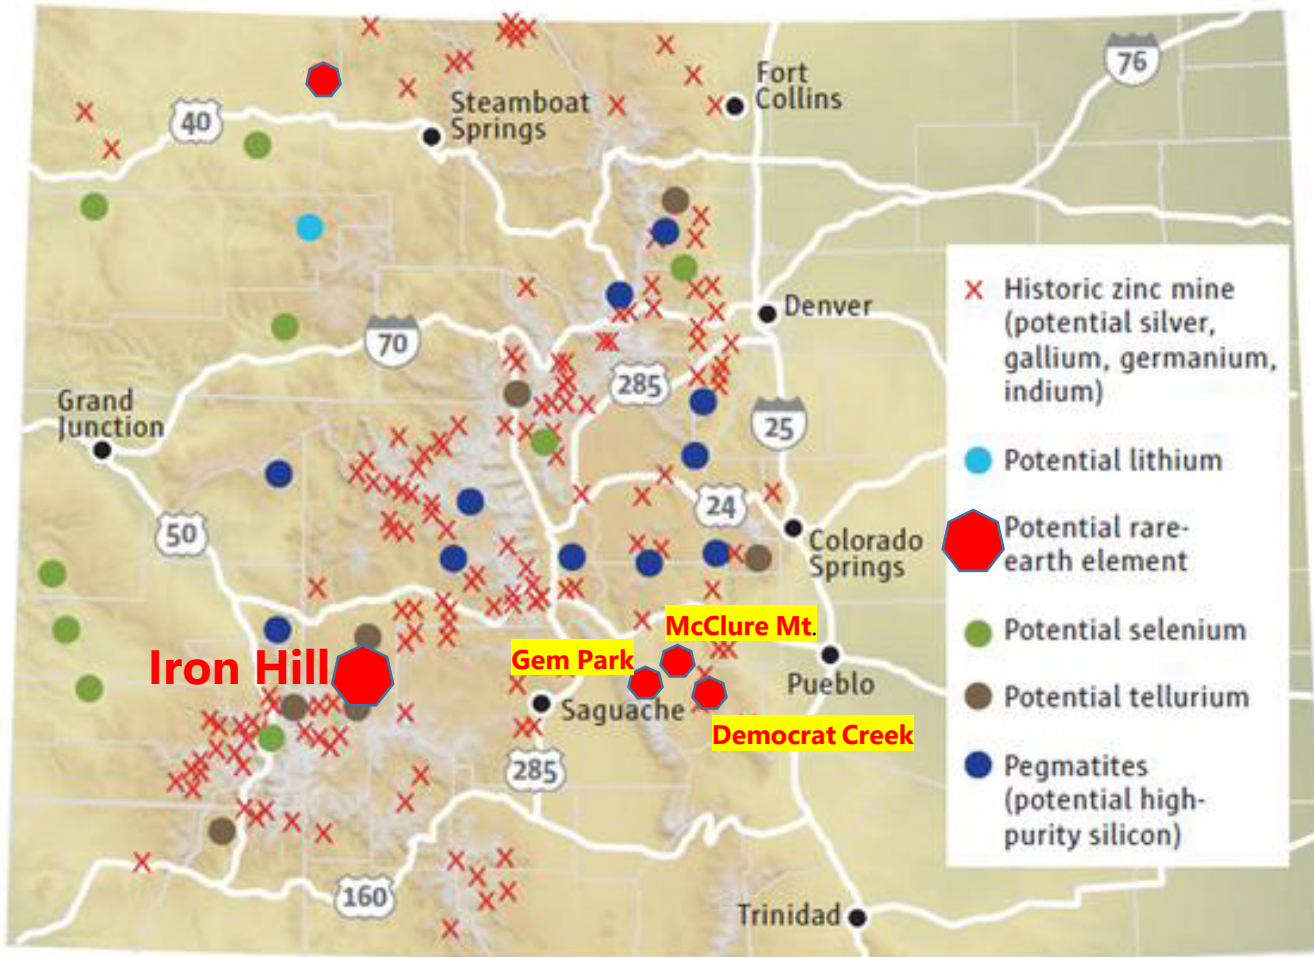 76
Fort
Collins
Steamboat
Springs
40
Denver
70
285
Grand
Junction
25
24
50
Colorado
Springs
McClure Mt.
Gem Park
Iron Hill
Pueblo
Saguache
Democrat Creek
285
160
Trinidad
Historic zinc mine
(potential silver,
gallium, germanium,
indium)
Potential lithium
Potential rare-
earth element
Potential selenium
Potential tellurium
Pegmatites
(potential high-
purity silicon)